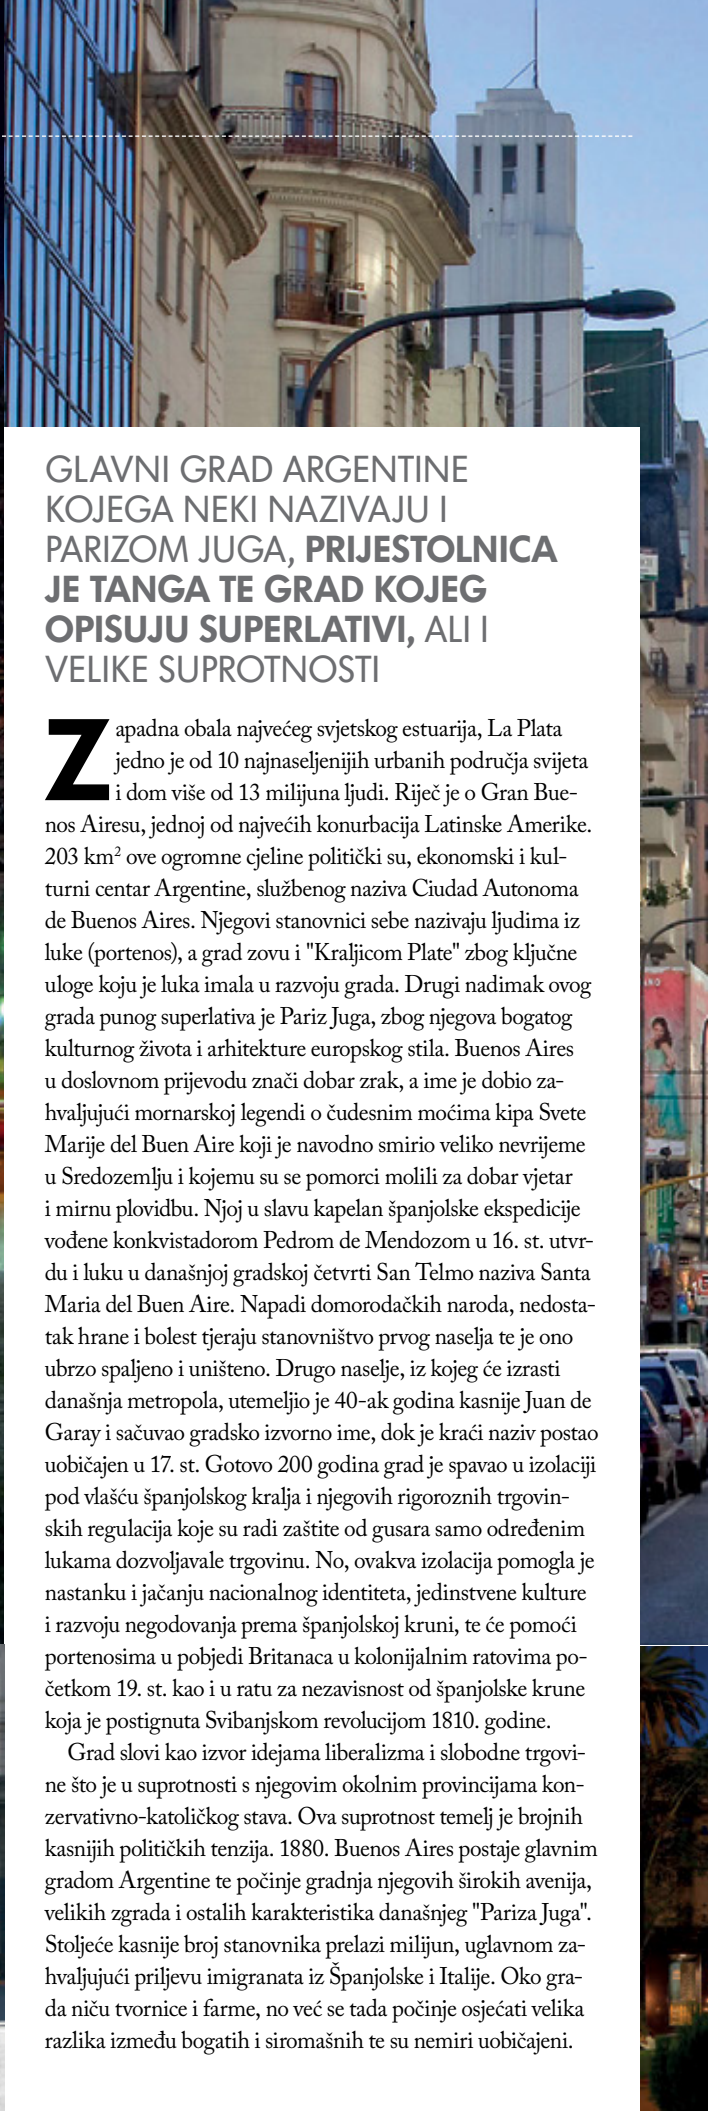 GLAVNI GRAD ARGENTINE
KOJEGA NEKI NAZIVAJU I
PARIZOM JUGA, PRIJESTOLNICA
JE TANGA TE GRAD KOJEG
OPISUJU SUPERLATIVI, ALI I
VELIKE SUPROTNOSTI
Zapadna obala najvećeg svjetskog estuarija, La Plata
jedno je od 10 najnaseljenijih urbanih područja svijeta
i dom više od 13 milijuna ljudi. Riječ je o Gran Bue-
nos Airesu, jednoj od najvećih konurbacija Latinske Amerike.
203 km² ove ogromne cjeline politički su, ekonomski i kul-
turni centar Argentine, službenog naziva Ciudad Autonoma
de Buenos Aires. Njegovi stanovnici sebe nazivaju ljudima iz
luke (portenos), a grad zovu i "Kraljicom Plate" zbog ključne
uloge koju je luka imala u razvoju grada. Drugi nadimak ovog
grada punog superlativa je Pariz Juga, zbog njegova bogatog
kulturnog života i arhitekture europskog stila. Buenos Aires
u doslovnom prijevodu znači dobar zrak, a ime je dobio za-
hvaljujući mornarskoj legendi o čudesnim moćima kipa Svete
Marije del Buen Aire koji je navodno smirio veliko nevrijeme
u Sredozemlju i kojemu su se pomorci molili za dobar vjetar
i mirnu plovidbu. Njoj u slavu kapelan španjolske ekspedicije
vođene konkvistadorom Pedrom de Mendozom u 16. st. utvr-
du i luku u današnjoj gradskoj četvrti San Telmo naziva Santa
Maria del Buen Aire. Napadi domorodačkih naroda, nedosta-
tak hrane i bolest tjeraju stanovništvo prvog naselja te je ono
ubrzo spaljeno i uništeno. Drugo naselje, iz kojeg će izrasti
današnja metropola, utemeljio je 40-ak godina kasnije Juan de
Garay i sačuvao gradsko izvorno ime, dok je kraći naziv postao
uobičajen u 17. st. Gotovo 200 godina grad je spavao u izolaciji
pod vlašću španjolskog kralja i njegovih rigoroznih trgovin-
skih regulacija koje su radi zaštite od gusara samo određenim
lukama dozvoljavale trgovinu. No, ovakva izolacija pomogla je
nastanku i jačanju nacionalnog identiteta, jedinstvene kulture
i razvoju negodovanja prema španjolskoj kruni, te će pomoći
portenosima u pobjedi Britanaca u kolonijalnim ratovima po-
četkom 19. st. kao i u ratu za nezavisnost od španjolske krune
koja je postignuta Svibanjskom revolucijom 1810. godine.
Grad slovi kao izvor idejama liberalizma i slobodne trgovi-
ne što je u suprotnosti s njegovim okolnim provincijama kon-
zervativno-katoličkog stava. Ova suprotnost temelj je brojnih
kasnijih političkih tenzija. 1880. Buenos Aires postaje glavnim
gradom Argentine te počinje gradnja njegovih širokih avenija,
velikih zgrada i ostalih karakteristika današnjeg "Pariza Juga".
Stoljeće kasnije broj stanovnika prelazi milijun, uglavnom za-
hvaljujući priljevu imigranata iz Španjolske i Italije. Oko gra-
da niču tvornice i farme, no već se tada počinje osjećati velika
razlika između bogatih i siromašnih te su nemiri uobičajeni.